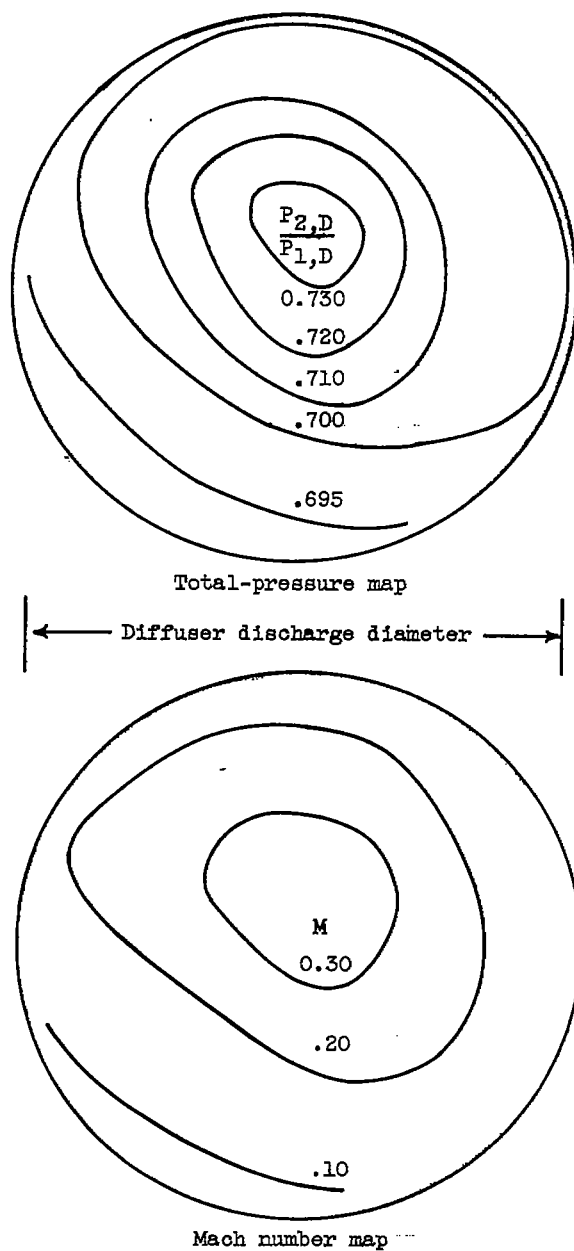 P2,D
P1,D
0.730
.720
.710
.700
.695
Total-pressure map
Diffuser discharge diameter
M
0.30
.20
.10
Mach number map